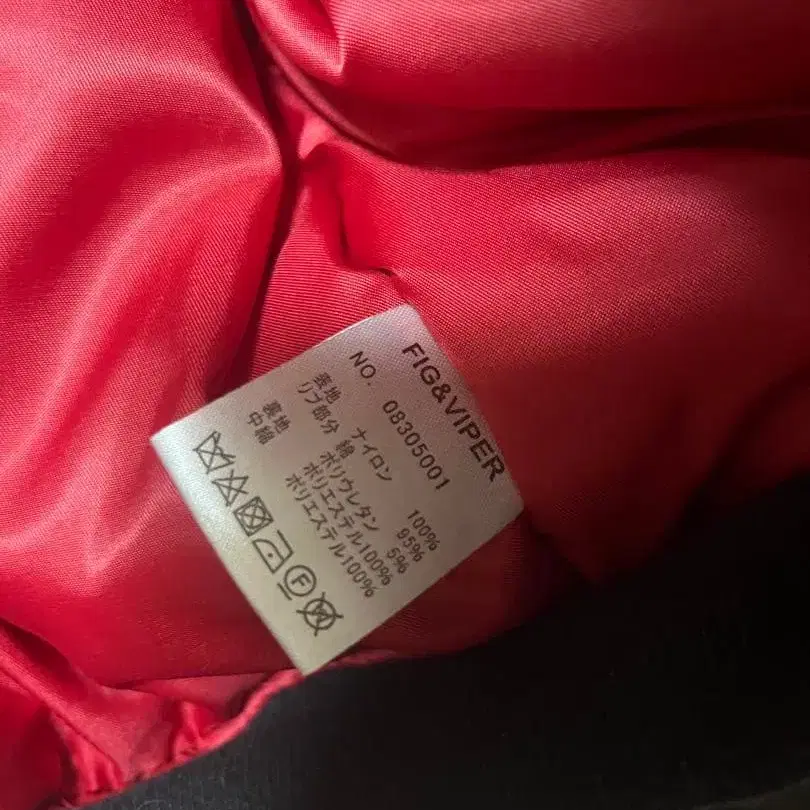 FIG&VIPER
NO. 08305001
表地 ナイロン 100%
リブ部分 綿 95%
ポリウレタン 5%
裏地 ポリエステル100%
中綿 ポリエステル100%
F